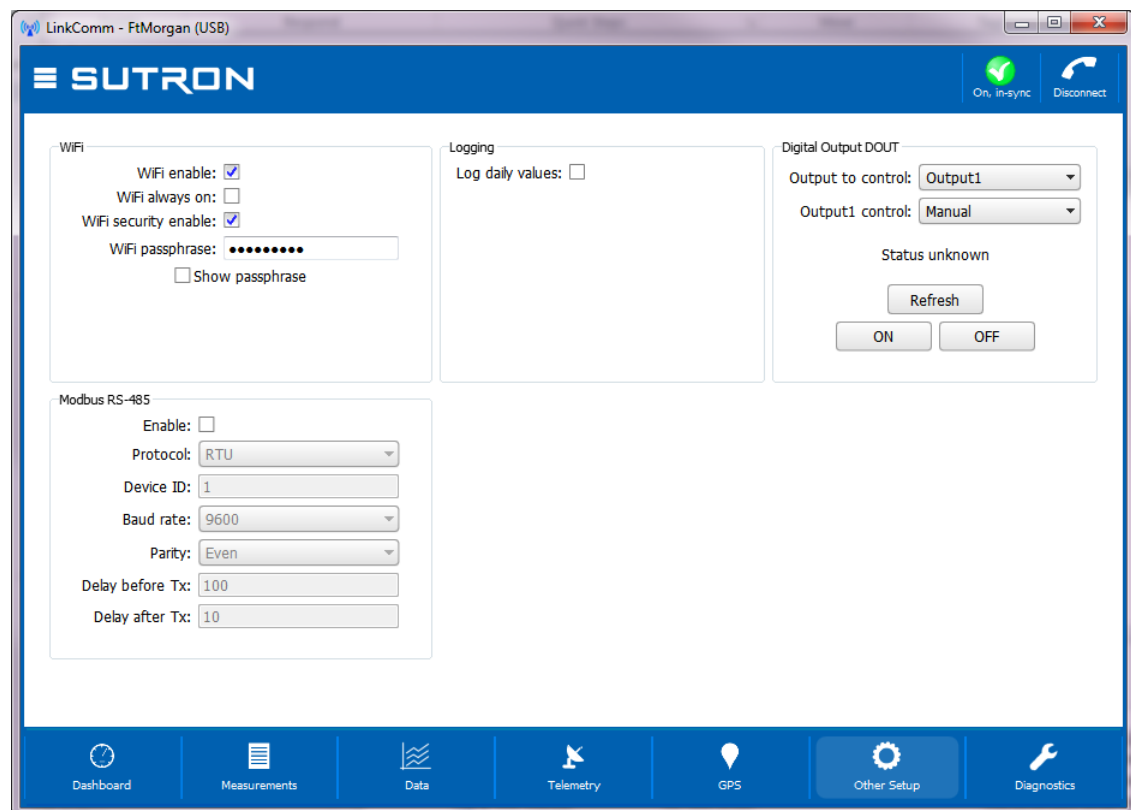 LinkComm - FtMorgan (USB)
SUTRON
On, in-sync
Disconnect
WiFi
WiFi enable:
WiFi always on:
WiFi security enable:
WiFi passphrase: •••••••••
Show passphrase
Logging
Log daily values:
Digital Output DOUT
Output to control: Output1
Output1 control: Manual
Status unknown
Refresh
ON OFF
Modbus RS-485
Enable:
Protocol: RTU
Device ID: 1
Baud rate: 9600
Parity: Even
Delay before Tx: 100
Delay after Tx: 10
Dashboard
Measurements
Data
Telemetry
GPS
Other Setup
Diagnostics